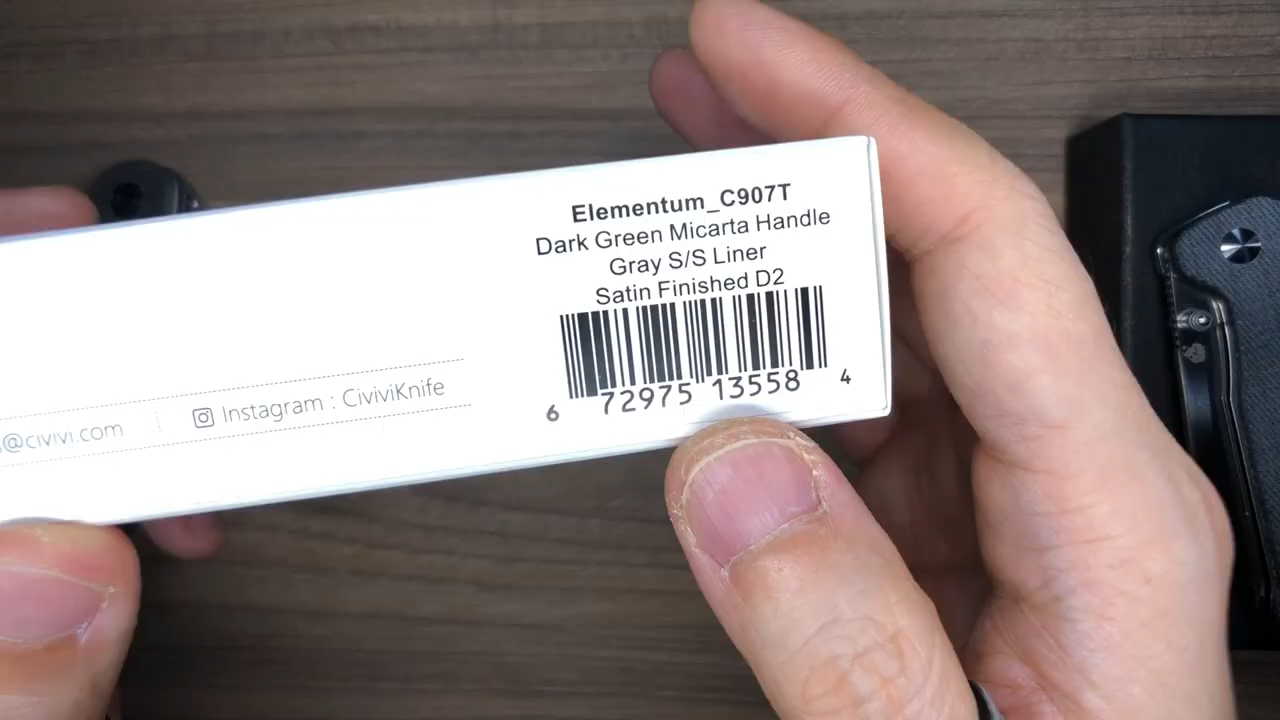 Elementum_C907T
Dark Green Micarta Handle
Gray S/S Liner
Satin Finished D2
6 72975 13558 4
@civivi.com
Instagram : CiviviKnife